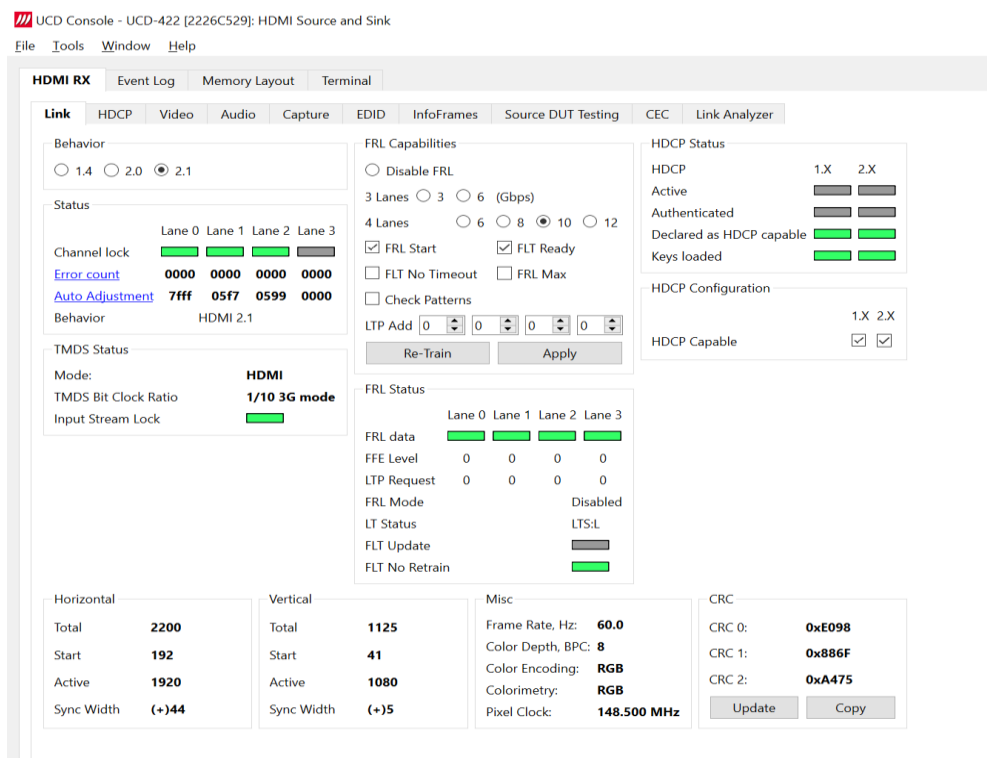 UCD Console - UCD-422 [2226C529]: HDMI Source and Sink
File Tools Window Help
HDMI RX Event Log Memory Layout Terminal
Link HDCP Video Audio Capture EDID InfoFrames Source DUT Testing CEC Link Analyzer
Behavior
1.4 2.0 2.1
Status
Lane 0 Lane 1 Lane 2 Lane 3
Channel lock
Error count 0000 0000 0000 0000
Auto Adjustment 7fff 05f7 0599 0000
Behavior HDMI 2.1
TMDS Status
Mode: HDMI
TMDS Bit Clock Ratio 1/10 3G mode
Input Stream Lock
FRL Capabilities
Disable FRL
3 Lanes 3 6 (Gbps)
4 Lanes 6 8 10 12
FRL Start FLT Ready
FLT No Timeout FRL Max
Check Patterns
LTP Add 0 0 0 0
Re-Train Apply
FRL Status
Lane 0 Lane 1 Lane 2 Lane 3
FRL data
FFE Level 0 0 0 0
LTP Request 0 0 0 0
FRL Mode Disabled
LT Status LTS:L
FLT Update
FLT No Retrain
HDCP Status
HDCP 1.X 2.X
Active
Authenticated
Declared as HDCP capable
Keys loaded
HDCP Configuration
1.X 2.X
HDCP Capable
Horizontal
Total 2200
Start 192
Active 1920
Sync Width (+)44
Vertical
Total 1125
Start 41
Active 1080
Sync Width (+)5
Misc
Frame Rate, Hz: 60.0
Color Depth, BPC: 8
Color Encoding: RGB
Colorimetry: RGB
Pixel Clock: 148.500 MHz
CRC
CRC 0: 0xE098
CRC 1: 0x886F
CRC 2: 0xA475
Update Copy